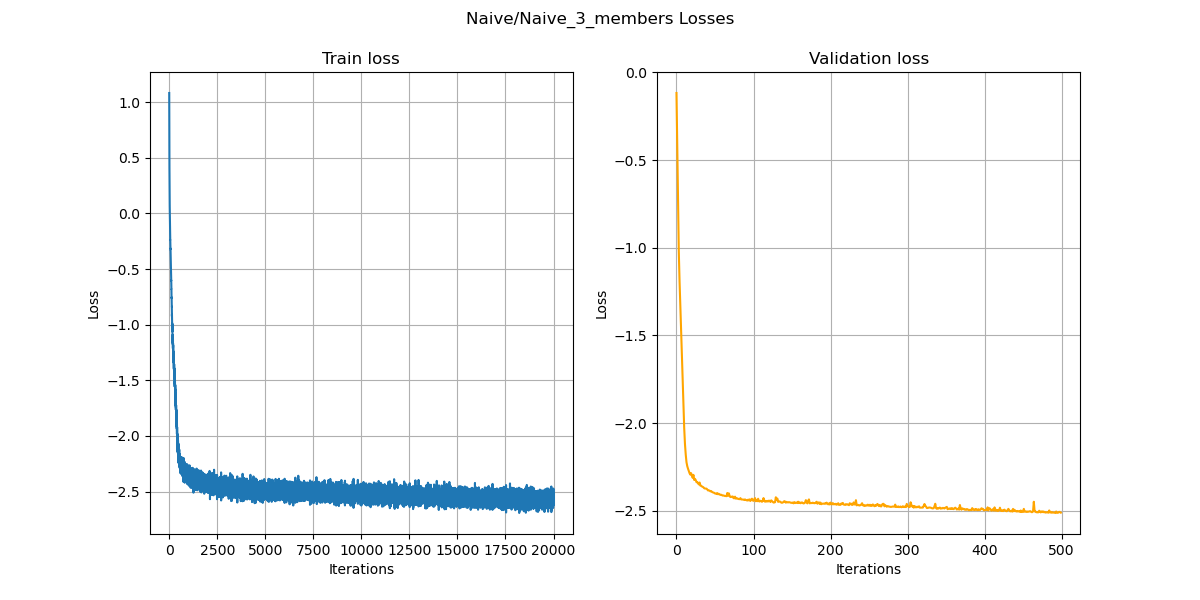 Naive/Naive_3_members Losses
Train loss
1.0
0.5
0.0
−0.5
−1.0
−1.5
−2.0
−2.5
Loss
0 2500 5000 7500 10000 12500 15000 17500 20000
Iterations
Validation loss
0.0
−0.5
−1.0
−1.5
−2.0
−2.5
Loss
0 100 200 300 400 500
Iterations